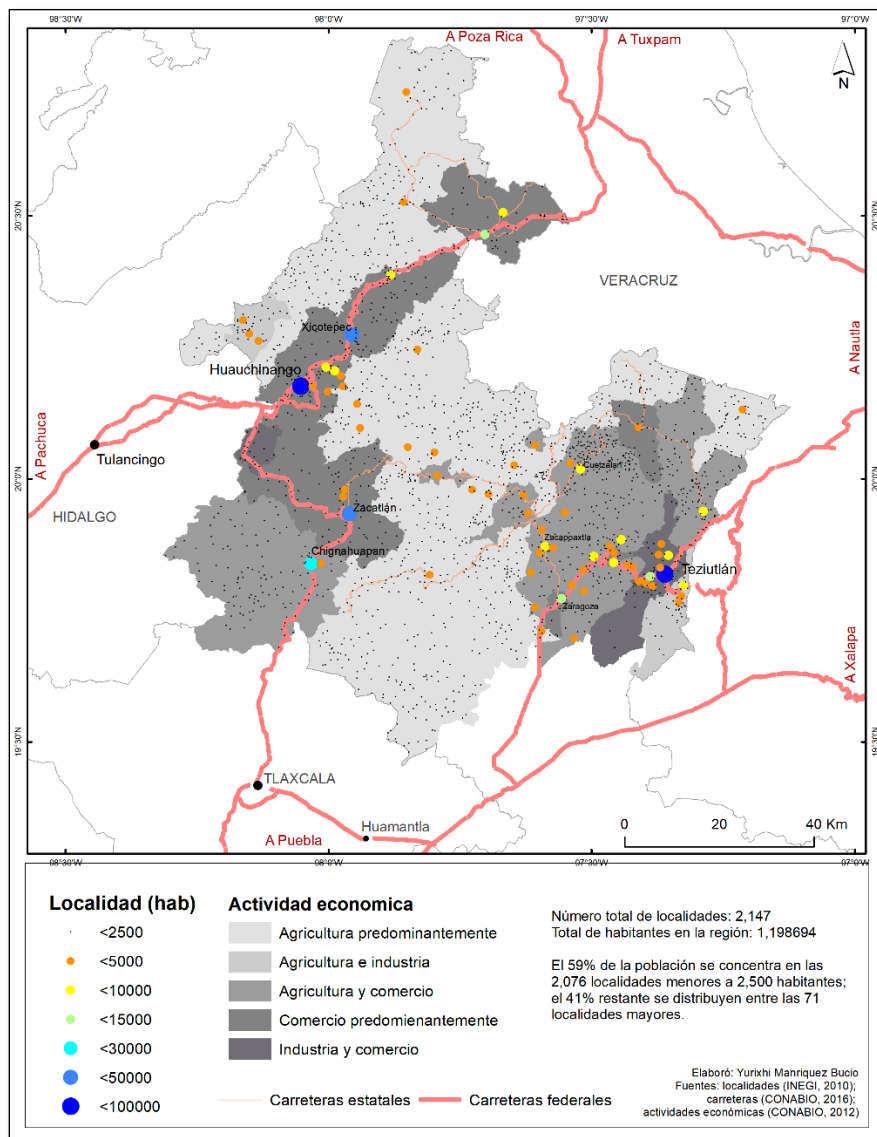 98°30'W
98°0'W
97°30'W
97°0'W
A Poza Rica
A Tuxpam
N
20°30'N
20°30'N
VERACRUZ
Xicotepec
Huauchinango
A Nautla
A Pachuca
Tulancingo
Cuetzalan
20°0'N
20°0'N
HIDALGO
Zacatlán
Zacappaxtla
Chignahuapan
Teziutlán
Zaragoza
A Xalapa
19°30'N
19°30'N
TLAXCALA
Huamantla
A Puebla
0 20 40 Km
98°30'W
98°0'W
97°30'W
97°0'W
Localidad (hab)
<2500
<5000
<10000
<15000
<30000
<50000
<100000
Actividad economica
Agricultura predominantemente
Agricultura e industria
Agricultura y comercio
Comercio predomienantemente
Industria y comercio
Carreteras estatales
Carreteras federales
Número total de localidades: 2,147
Total de habitantes en la región: 1,198694
El 59% de la población se concentra en las
2,076 localidades menores a 2,500 habitantes;
el 41% restante se distribuyen entre las 71
localidades mayores.
Elaboró: Yurixhi Manriquez Bucio
Fuentes: localidades (INEGI, 2010);
carreteras (CONABIO, 2016);
actividades económicas (CONABIO, 2012)